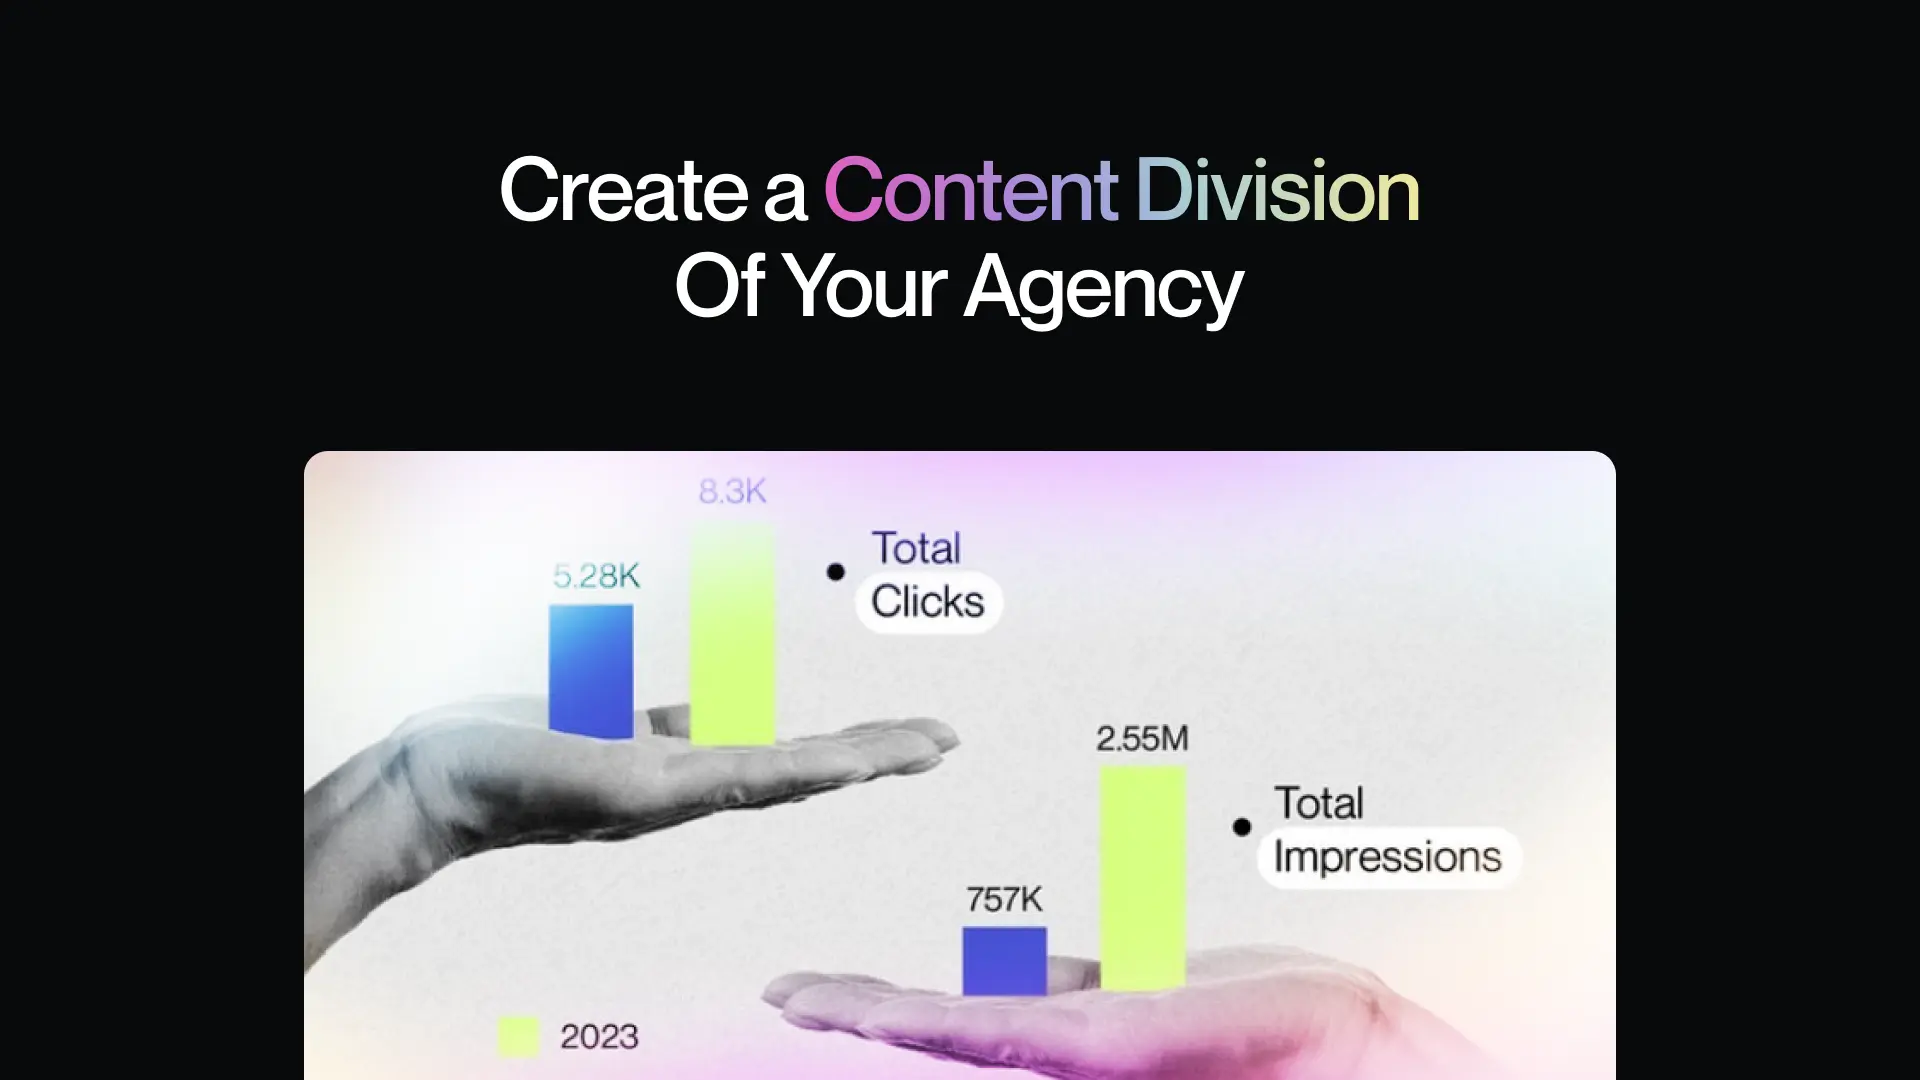 Create a Content Division
Of Your Agency
8.3K
5.28K
Total
Clicks
2.55M
757K
Total
Impressions
2023